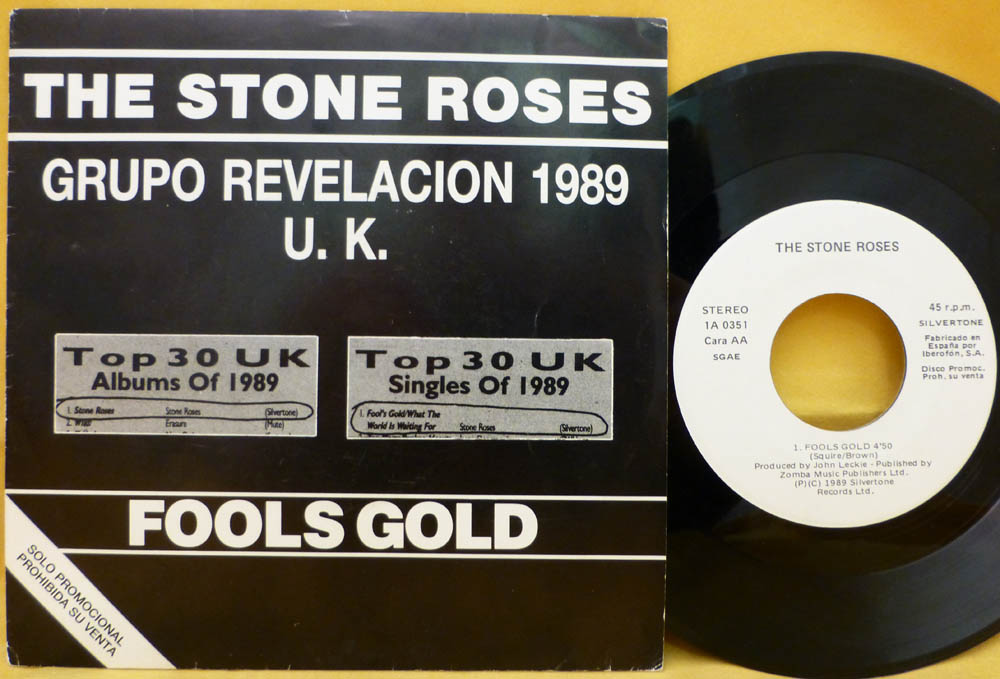 THE STONE ROSES
GRUPO REVELACION 1989
U. K.
Top 30 UK
Albums Of 1989
1. Stone Roses Stone Roses (Silvertone)
2. Wild! Erasure (Mute)
Top 30 UK
Singles Of 1989
1. Fool's Gold/What The
World Is Waiting For Stone Roses (Silvertone)
FOOLS GOLD
SOLO PROMOCIONAL
PROHIBIDA SU VENTA
THE STONE ROSES
STEREO
1A 0351
Cara AA
SGAE
45 r.p.m.
SILVERTONE
Fabricado en
España por
Iberofón, S.A.
Disco Promoc.
Proh. su venta
1. FOOLS GOLD 4'50
(Squire/Brown)
Produced by John Leckie - Published by
Zomba Music Publishers Ltd.
(P)(C) 1989 Silvertone
Records Ltd.